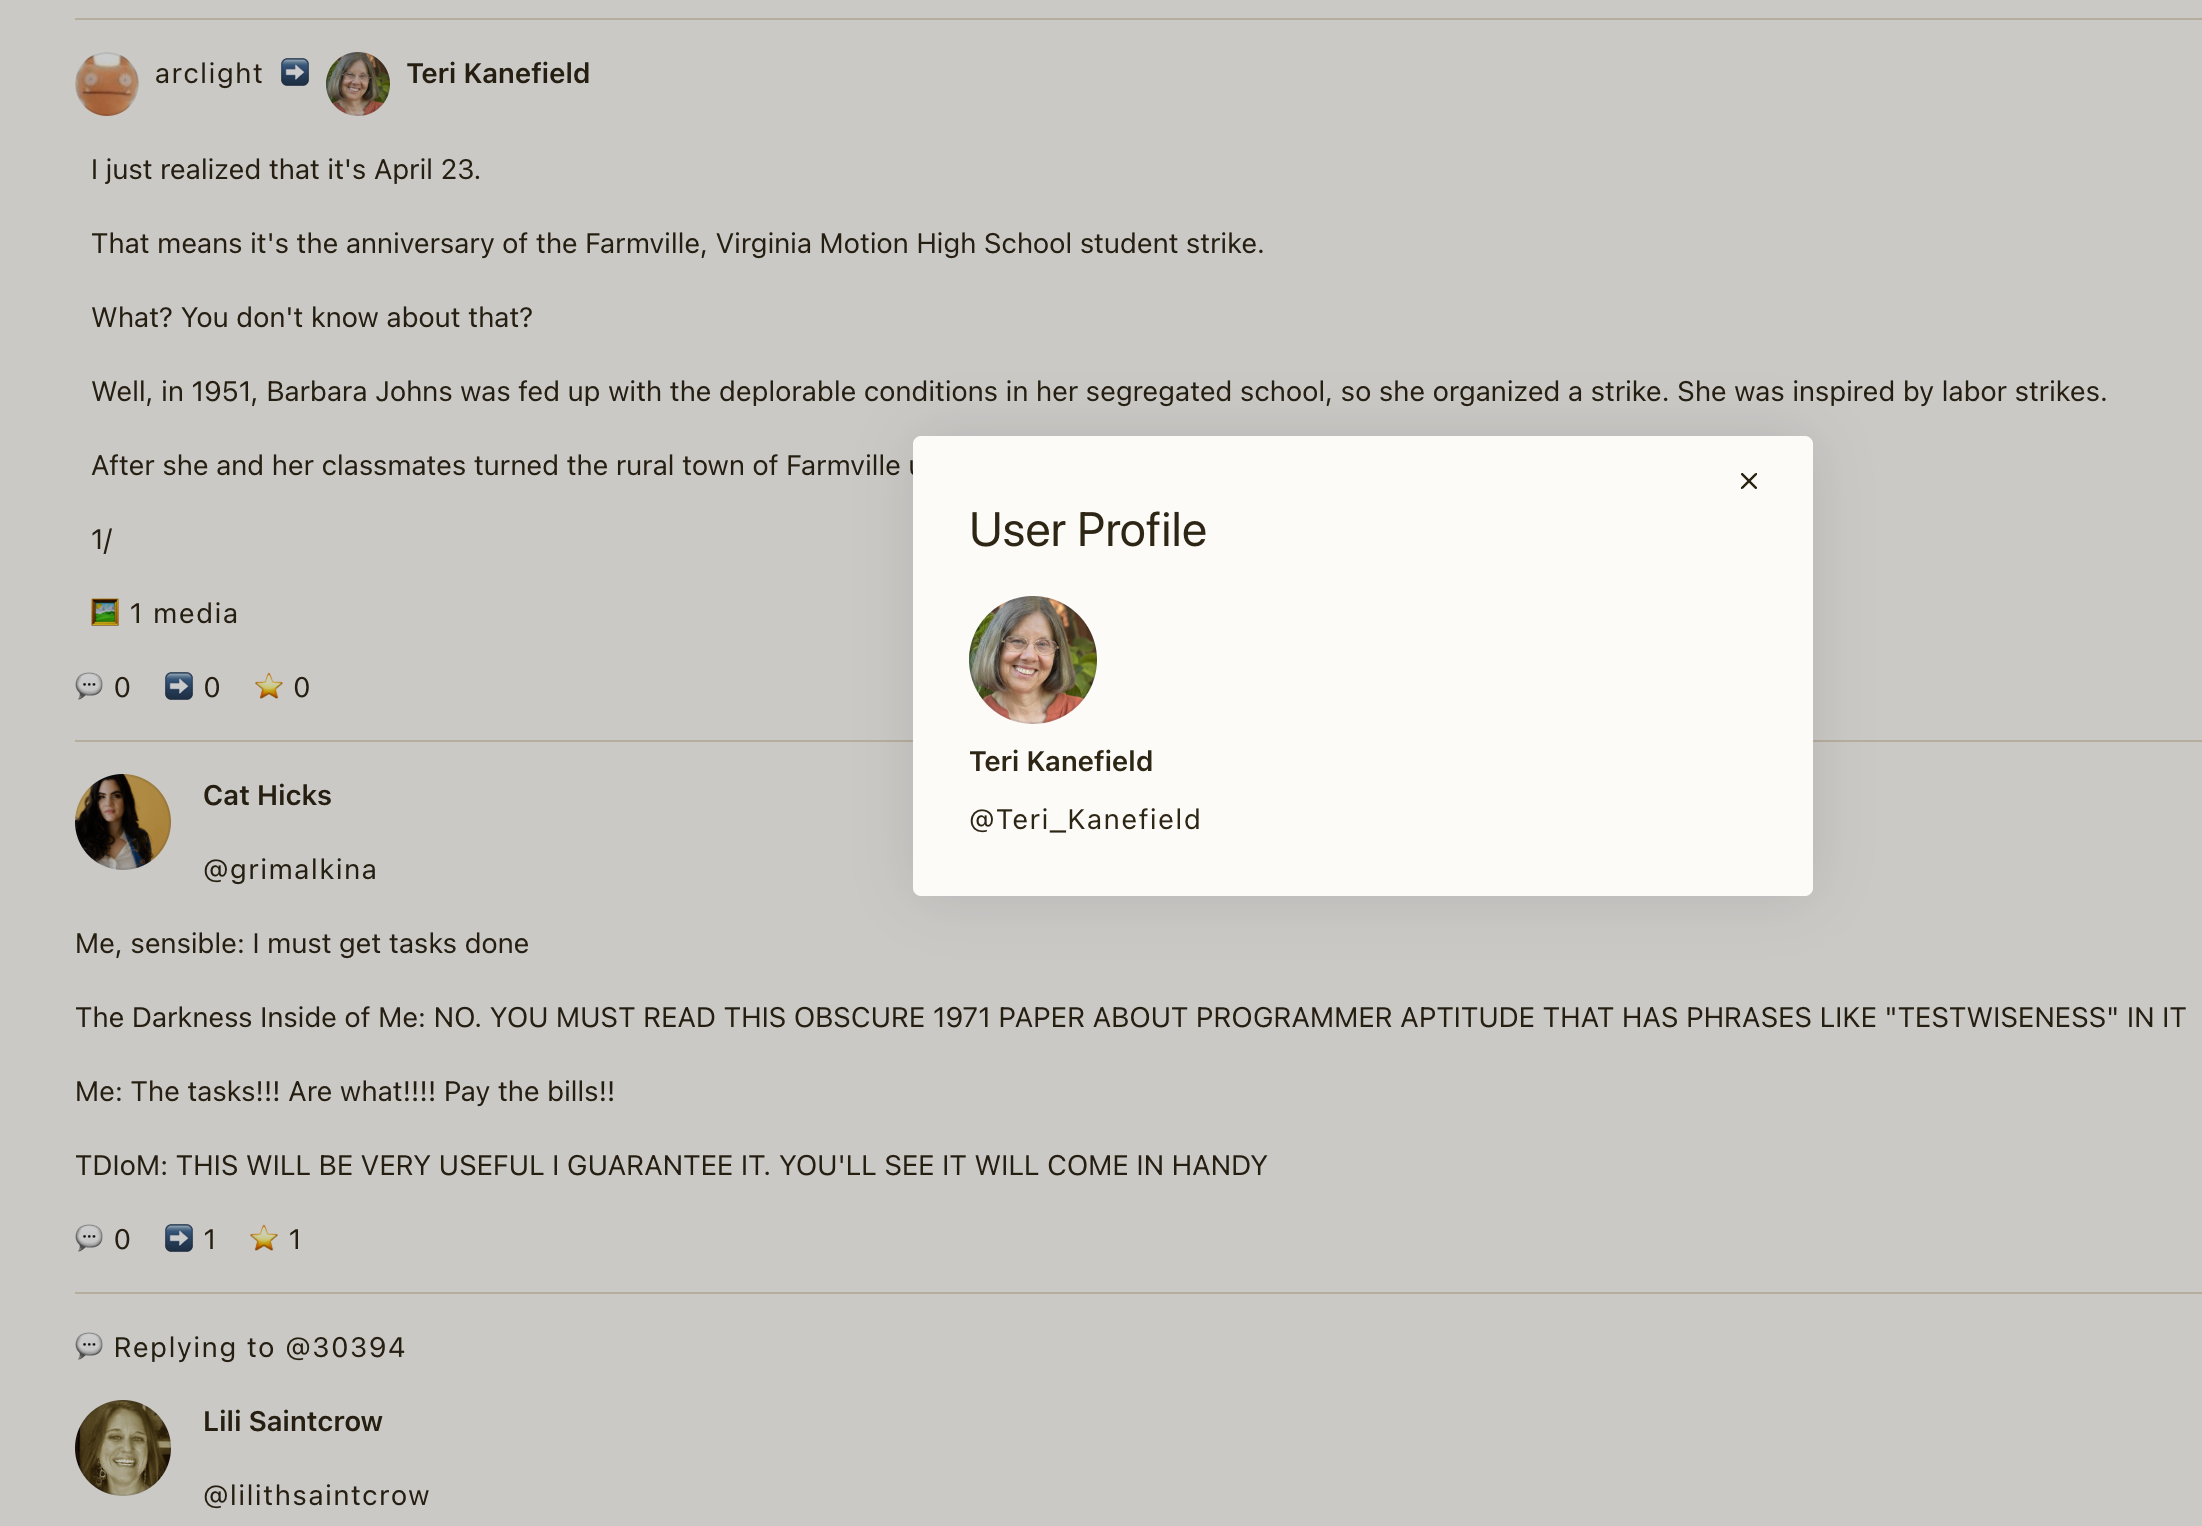 arclight ➡️ Teri Kanefield
I just realized that it's April 23.
That means it's the anniversary of the Farmville, Virginia Motion High School student strike.
What? You don't know about that?
Well, in 1951, Barbara Johns was fed up with the deplorable conditions in her segregated school, so she organized a strike. She was inspired by labor strikes.
After she and her classmates turned the rural town of Farmville
1/
🖼️ 1 media
💬 0 ➡️ 0 ⭐ 0
User Profile
Teri Kanefield
@Teri_Kanefield
Cat Hicks
@grimalkina
Me, sensible: I must get tasks done
The Darkness Inside of Me: NO. YOU MUST READ THIS OBSCURE 1971 PAPER ABOUT PROGRAMMER APTITUDE THAT HAS PHRASES LIKE "TESTWISENESS" IN IT
Me: The tasks!!! Are what!!!! Pay the bills!!
TDIoM: THIS WILL BE VERY USEFUL I GUARANTEE IT. YOU'LL SEE IT WILL COME IN HANDY
💬 0 ➡️ 1 ⭐ 1
💬 Replying to @30394
Lili Saintcrow
@lilithsaintcrow